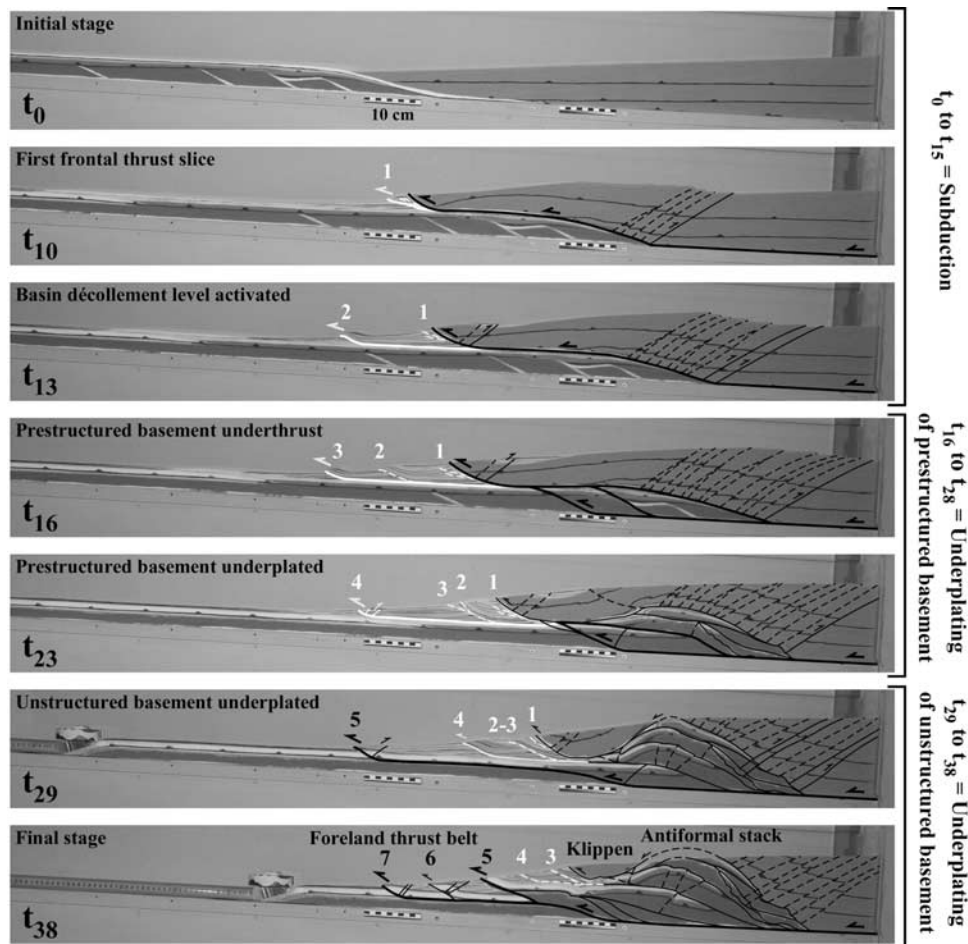 Initial stage
t0
10 cm
First frontal thrust slice
1
t10
Basin décollement level activated
2 1
t13
t0 to t15 = Subduction
Prestructured basement underthrust
3 2 1
t16
Prestructured basement underplated
4 3 2 1
t23
t16 to t28 = Underplating
of prestructured basement
Unstructured basement underplated
5 4 2-3 1
t29
Final stage
Foreland thrust belt
Klippen
Antiformal stack
7 6 5 4 3
t38
t29 to t38 = Underplating
of unstructured basement